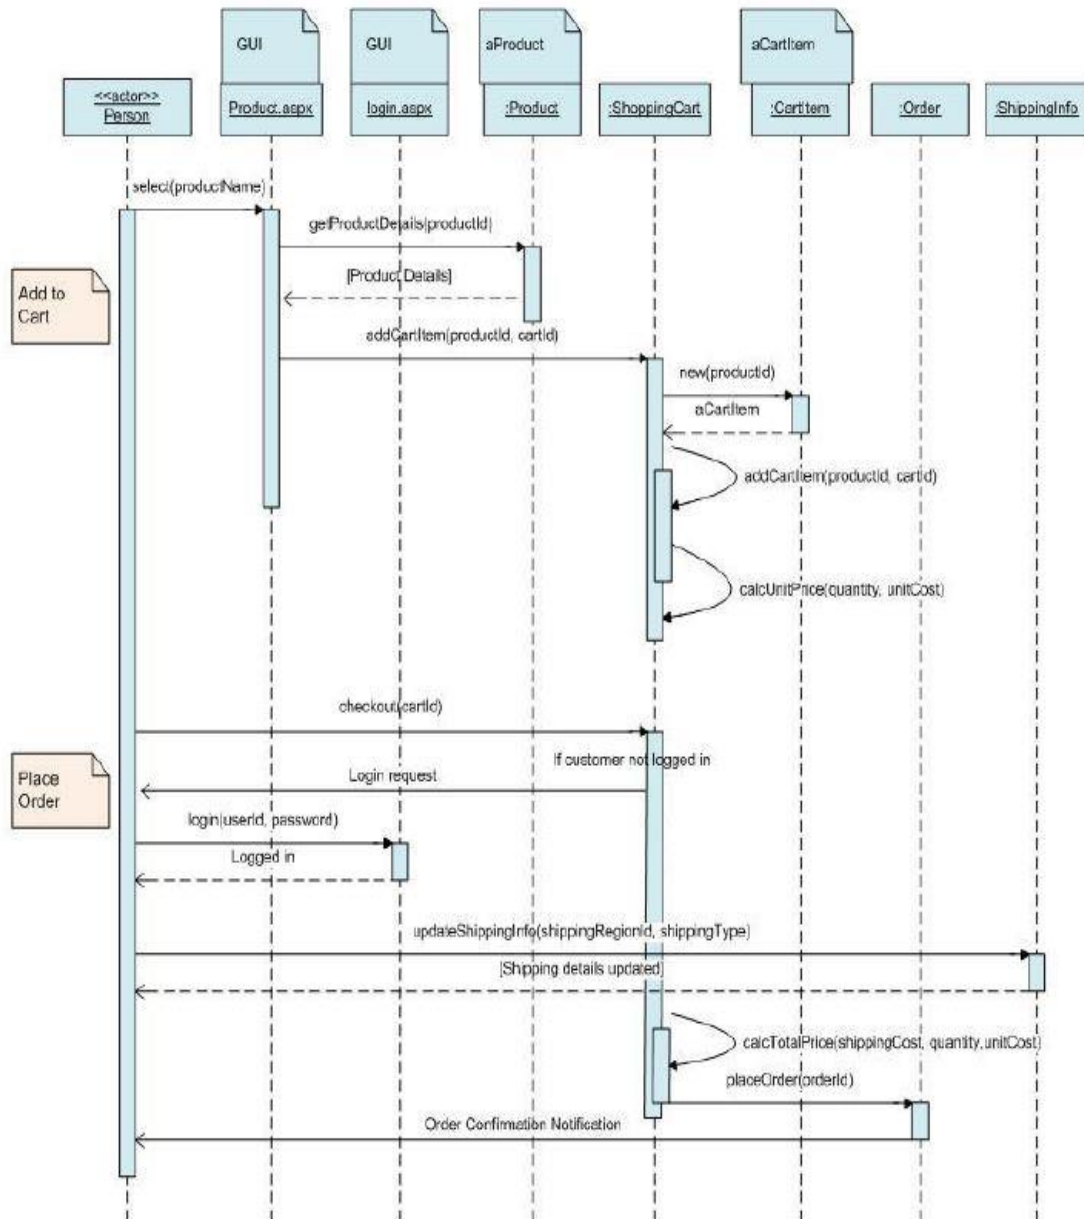 GUI
GUI
aProduct
aCartItem
<<actor>>
Person
Product.aspx
login.aspx
:Product
:ShoppingCart
:CartItem
:Order
:ShippingInfo
select(productName)
getProductDetails(productId)
[Product Details]
Add to
Cart
addCartItem(productId, cartId)
new(productId)
aCartItem
addCartItem(productId, cartId)
calcUnitPrice(quantity, unitCost)
checkout(cartId)
If customer not logged in
Place
Order
Login request
login(userId, password)
Logged in
updateShippingInfo(shippingRegionId, shippingType)
[Shipping details updated]
calcTotalPrice(shippingCost, quantity,unitCost)
placeOrder(orderId)
Order Confirmation Notification